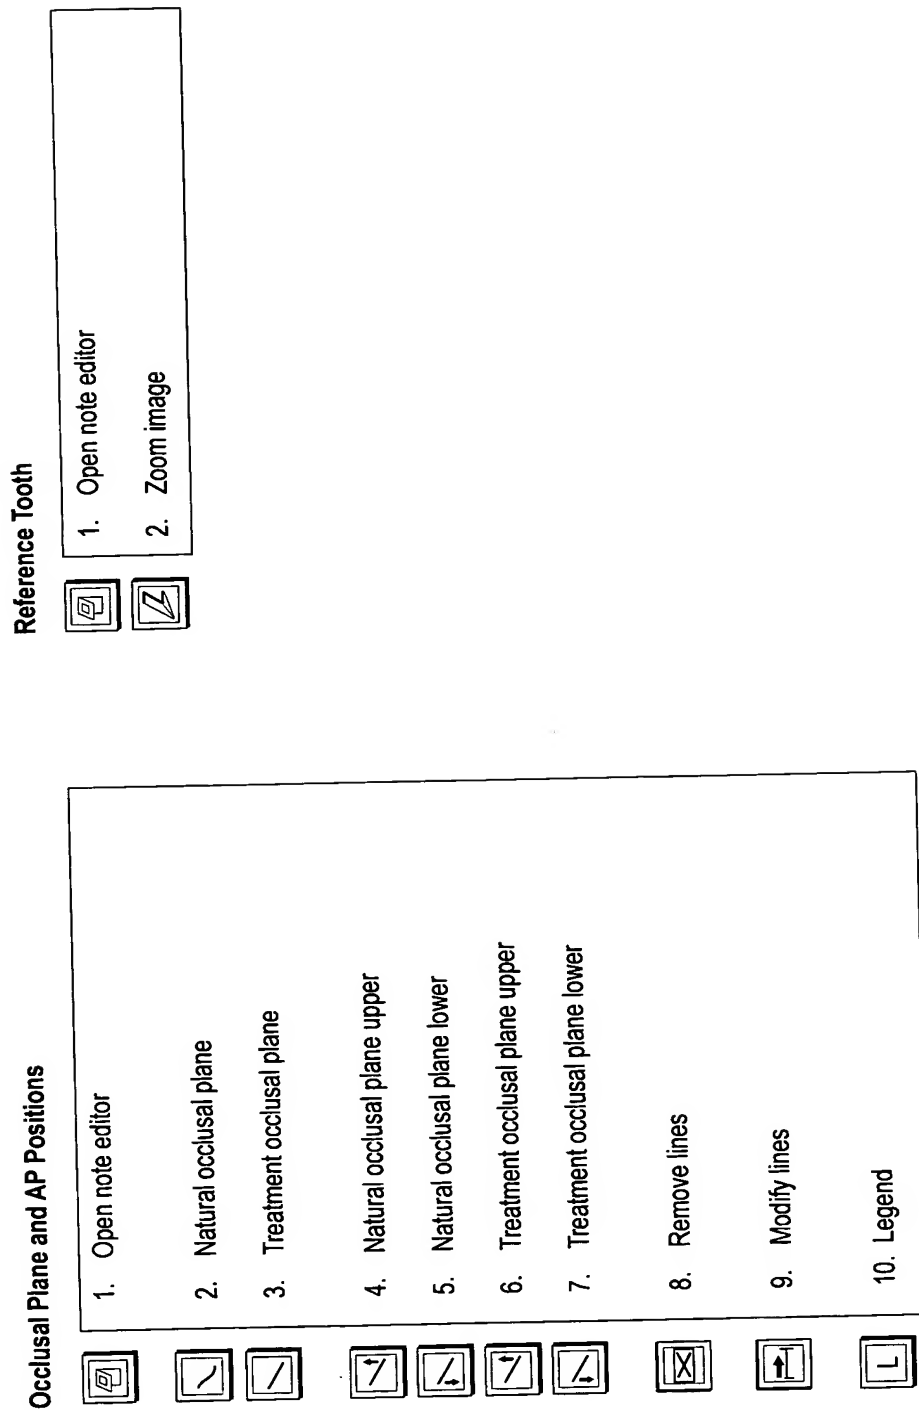 Occlusal Plane and AP Positions
1. Open note editor
2. Natural occlusal plane
3. Treatment occlusal plane
4. Natural occlusal plane upper
5. Natural occlusal plane lower
6. Treatment occlusal plane upper
7. Treatment occlusal plane lower
8. Remove lines
9. Modify lines
L 10. Legend
Reference Tooth
1. Open note editor
2. Zoom image